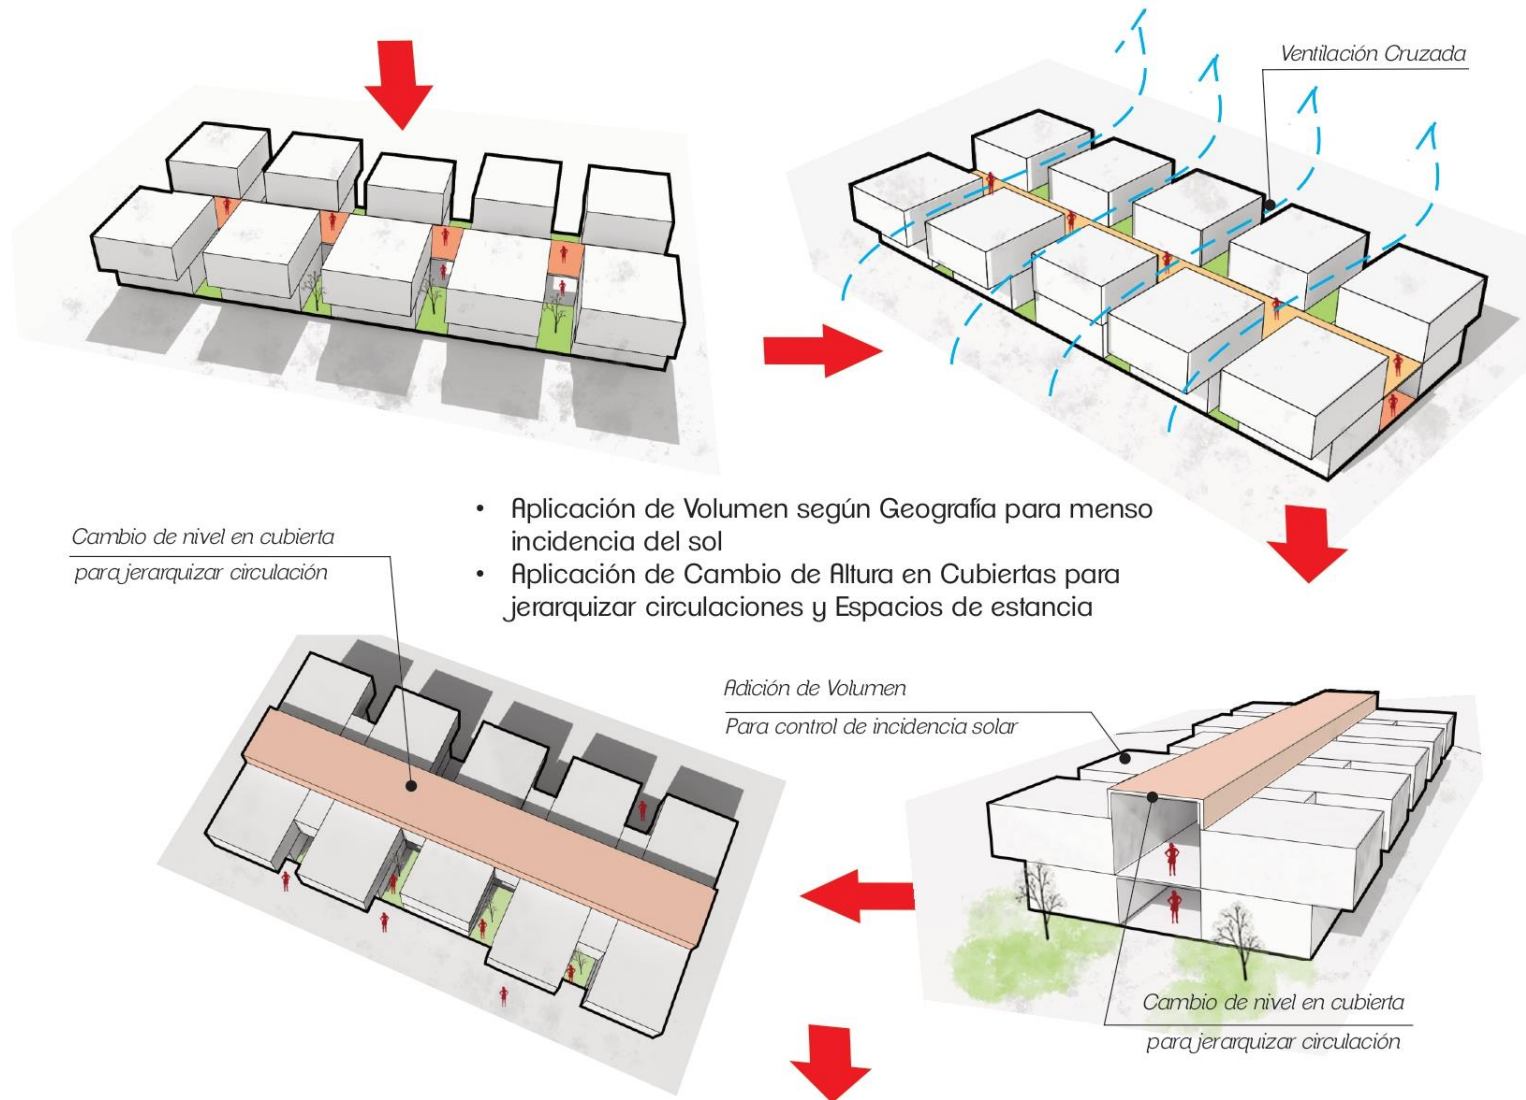 Ventilación Cruzada
• Aplicación de Volumen según Geografía para menso
incidencia del sol
• Aplicación de Cambio de Altura en Cubiertas para
jerarquizar circulaciones y Espacios de estancia
Cambio de nivel en cubierta
para jerarquizar circulación
Adición de Volumen
Para control de incidencia solar
Cambio de nivel en cubierta
para jerarquizar circulación